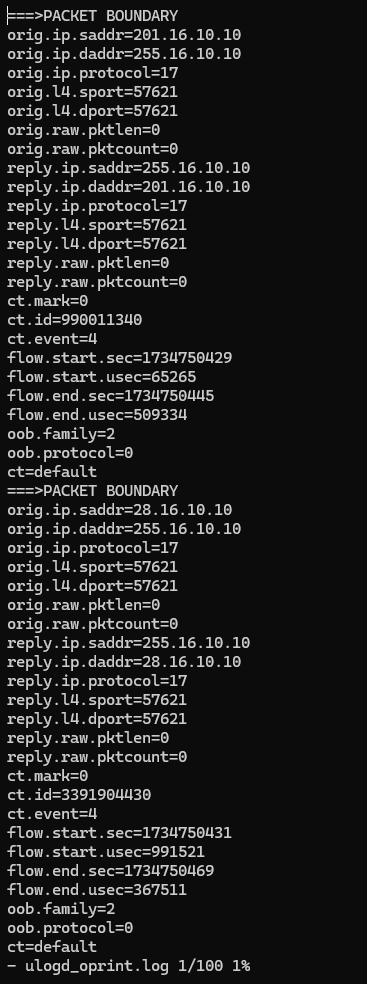 ===>PACKET BOUNDARY
orig.ip.saddr=201.16.10.10
orig.ip.daddr=255.16.10.10
orig.ip.protocol=17
orig.l4.sport=57621
orig.l4.dport=57621
orig.raw.pktlen=0
orig.raw.pktcount=0
reply.ip.saddr=255.16.10.10
reply.ip.daddr=201.16.10.10
reply.ip.protocol=17
reply.l4.sport=57621
reply.l4.dport=57621
reply.raw.pktlen=0
reply.raw.pktcount=0
ct.mark=0
ct.id=990011340
ct.event=4
flow.start.sec=1734750429
flow.start.usec=65265
flow.end.sec=1734750445
flow.end.usec=509334
oob.family=2
oob.protocol=0
ct=default
===>PACKET BOUNDARY
orig.ip.saddr=28.16.10.10
orig.ip.daddr=255.16.10.10
orig.ip.protocol=17
orig.l4.sport=57621
orig.l4.dport=57621
orig.raw.pktlen=0
orig.raw.pktcount=0
reply.ip.saddr=255.16.10.10
reply.ip.daddr=28.16.10.10
reply.ip.protocol=17
reply.l4.sport=57621
reply.l4.dport=57621
reply.raw.pktlen=0
reply.raw.pktcount=0
ct.mark=0
ct.id=3391904430
ct.event=4
flow.start.sec=1734750431
flow.start.usec=991521
flow.end.sec=1734750469
flow.end.usec=367511
oob.family=2
oob.protocol=0
ct=default
- ulogd_oprint.log 1/100 1%